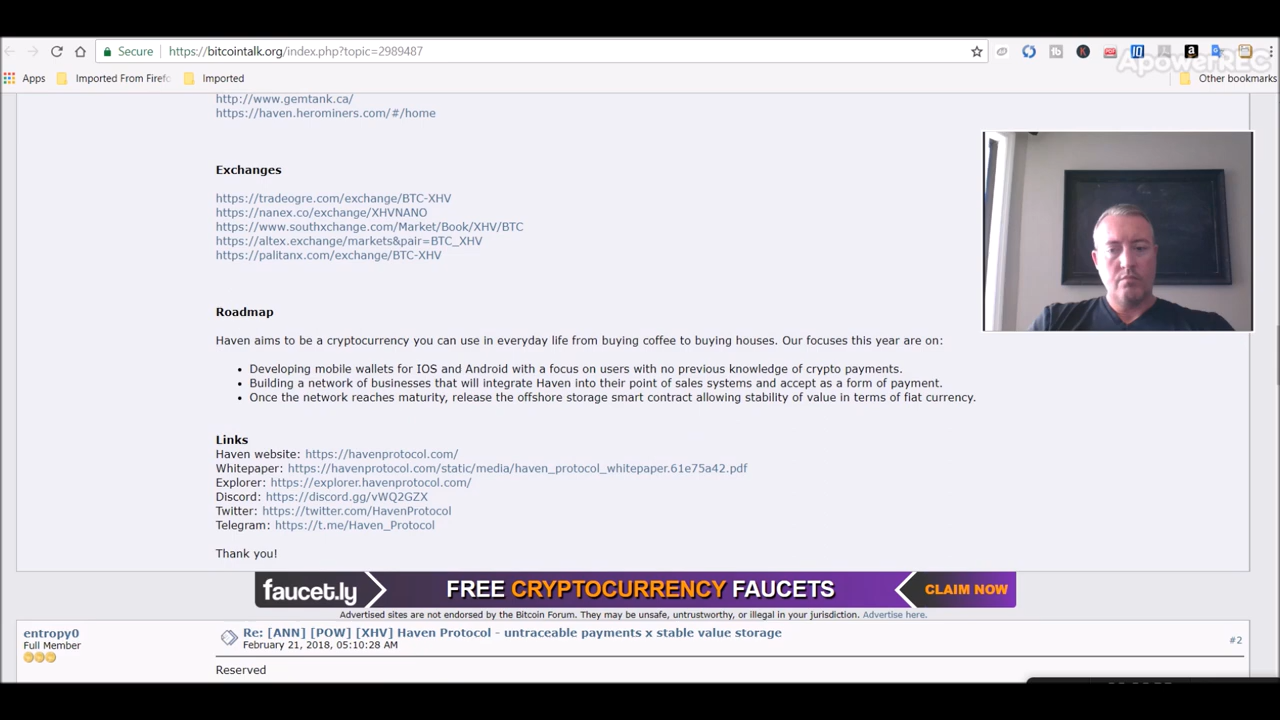 Secure
https://bitcointalk.org/index.php?topic=2989487
ApowerREC
Apps
Imported From Firefo
Imported
Other bookmarks
http://www.gemtank.ca/
https://haven.herominers.com/#/home
Exchanges
https://tradeogre.com/exchange/BTC-XHV
https://nanex.co/exchange/XHVNANO
https://www.southxchange.com/Market/Book/XHV/BTC
https://altex.exchange/markets&pair=BTC_XHV
https://palitanx.com/exchange/BTC-XHV
Roadmap
Haven aims to be a cryptocurrency you can use in everyday life from buying coffee to buying houses. Our focuses this year are on:
• Developing mobile wallets for IOS and Android with a focus on users with no previous knowledge of crypto payments.
• Building a network of businesses that will integrate Haven into their point of sales systems and accept as a form of payment.
• Once the network reaches maturity, release the offshore storage smart contract allowing stability of value in terms of fiat currency.
Links
Haven website: https://havenprotocol.com/
Whitepaper: https://havenprotocol.com/static/media/haven_protocol_whitepaper.61e75a42.pdf
Explorer: https://explorer.havenprotocol.com/
Discord: https://discord.gg/vWQ2GZX
Twitter: https://twitter.com/HavenProtocol
Telegram: https://t.me/Haven_Protocol
Thank you!
faucet.ly FREE CRYPTOCURRENCY FAUCETS CLAIM NOW
Advertised sites are not endorsed by the Bitcoin Forum. They may be unsafe, untrustworthy, or illegal in your jurisdiction. Advertise here.
entropy0
Full Member
Re: [ANN] [POW] [XHV] Haven Protocol - untraceable payments x stable value storage
February 21, 2018, 05:10:28 AM
#2
Reserved